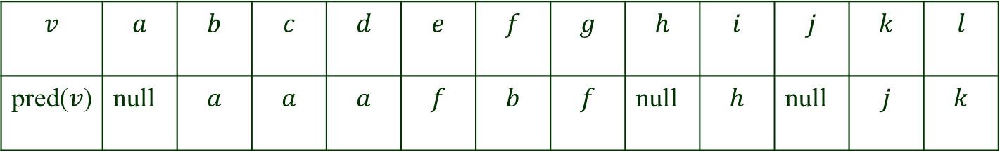 v a b c d e f g h i j k l
pred(v) null a a a f b f null h null j k